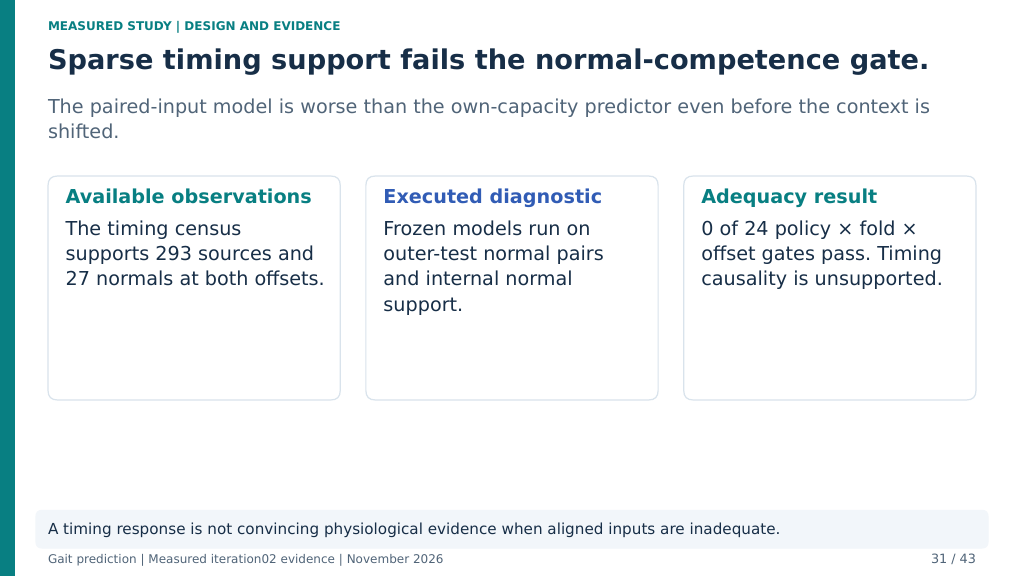 MEASURED STUDY | DESIGN AND EVIDENCE
Sparse timing support fails the normal-competence gate.
The paired-input model is worse than the own-capacity predictor even before the context is
shifted.
Available observations
The timing census
supports 293 sources and
27 normals at both offsets.
Executed diagnostic
Frozen models run on
outer-test normal pairs
and internal normal
support.
Adequacy result
0 of 24 policy × fold ×
offset gates pass. Timing
causality is unsupported.
A timing response is not convincing physiological evidence when aligned inputs are inadequate.
Gait prediction | Measured iteration02 evidence | November 2026
31 / 43